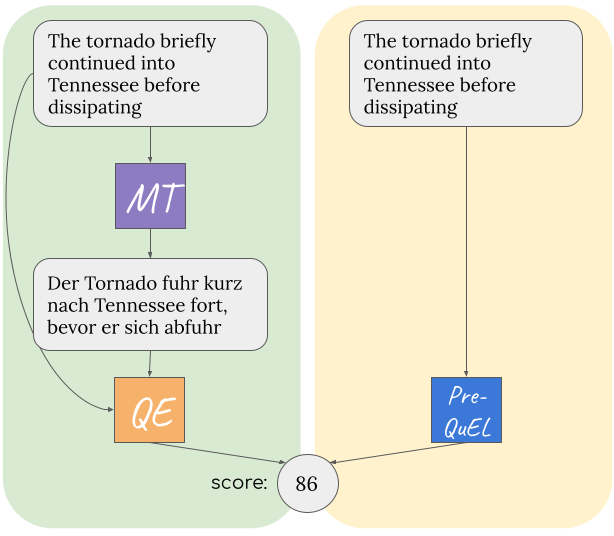 The tornado briefly
continued into
Tennessee before
dissipating
MT
Der Tornado fuhr kurz
nach Tennessee fort,
bevor er sich abfuhr
QE
The tornado briefly
continued into
Tennessee before
dissipating
Pre-
QuEL
score:
86